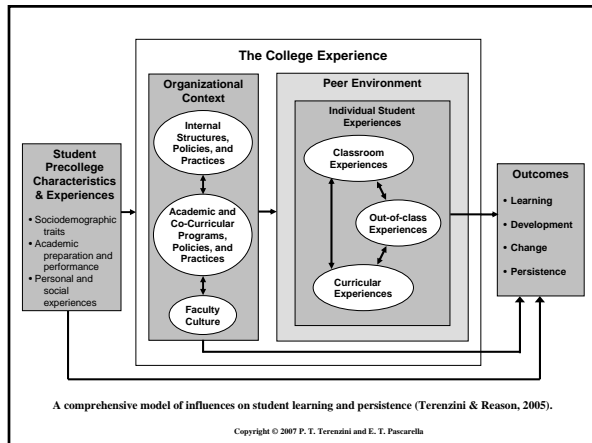 The College Experience
Organizational
Context
Peer Environment
Internal
Structures,
Policies, and
Practices
Individual Student
Experiences
Classroom
Experiences
Student
Precollege
Characteristics
& Experiences
• Sociodemographic
traits
• Academic
preparation and
performance
• Personal and
social
experiences
Academic and
Co-Curricular
Programs,
Policies, and
Practices
Out-of-class
Experiences
Curricular
Experiences
Faculty
Culture
Outcomes
• Learning
• Development
• Change
• Persistence
A comprehensive model of influences on student learning and persistence (Terenzini & Reason, 2005).
Copyright © 2007 P. T. Terenzini and E. T. Pascarella